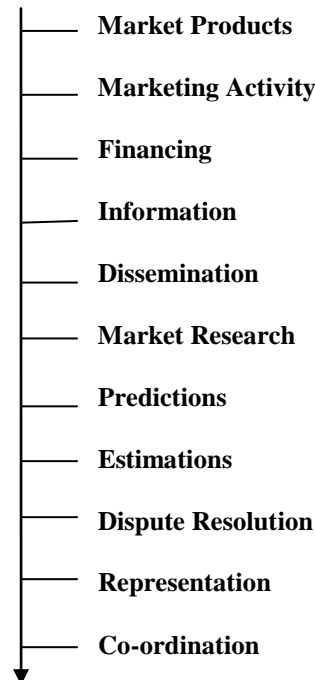 Market Products
Marketing Activity
Financing
Information
Dissemination
Market Research
Predictions
Estimations
Dispute Resolution
Representation
Co-ordination